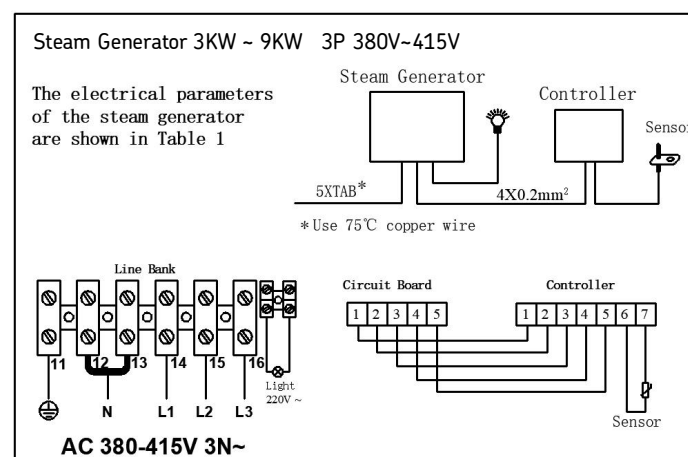 Steam Generator 3KW ~ 9KW 3P 380V~415V
The electrical parameters
of the steam generator
are shown in Table 1
Steam Generator
Controller
Sensor
5XTAB*
4X0.2mm²
*Use 75℃ copper wire
Line Bank
11 12 13 14 15 16
Light
220V ~
N L1 L2 L3
AC 380-415V 3N~
Circuit Board
1 2 3 4 5
Controller
1 2 3 4 5 6 7
Sensor